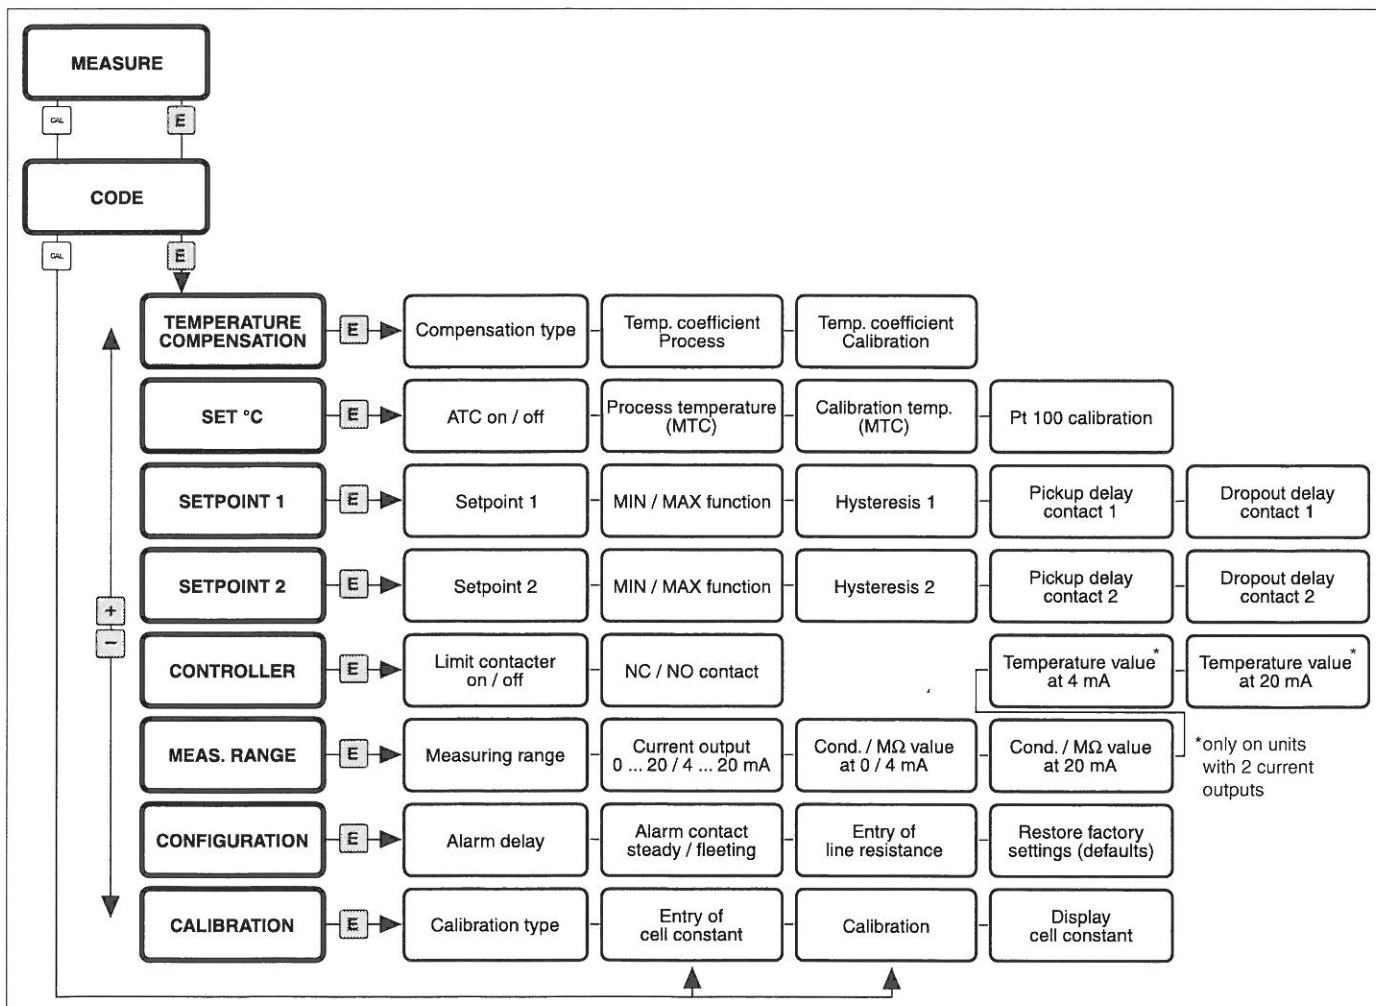 MEASURE
CAL
E
CODE
CAL
E
TEMPERATURE
COMPENSATION
E
Compensation type
Temp. coefficient
Process
Temp. coefficient
Calibration
SET °C
E
ATC on / off
Process temperature
(MTC)
Calibration temp.
(MTC)
Pt 100 calibration
SETPOINT 1
E
Setpoint 1
MIN / MAX function
Hysteresis 1
Pickup delay
contact 1
Dropout delay
contact 1
SETPOINT 2
E
Setpoint 2
MIN / MAX function
Hysteresis 2
Pickup delay
contact 2
Dropout delay
contact 2
+
−
CONTROLLER
E
Limit contacter
on / off
NC / NO contact
Temperature value*
at 4 mA
Temperature value*
at 20 mA
MEAS. RANGE
E
Measuring range
Current output
0 ... 20 / 4 ... 20 mA
Cond. / MΩ value
at 0 / 4 mA
Cond. / MΩ value
at 20 mA
*only on units
with 2 current
outputs
CONFIGURATION
E
Alarm delay
Alarm contact
steady / fleeting
Entry of
line resistance
Restore factory
settings (defaults)
CALIBRATION
E
Calibration type
Entry of
cell constant
Calibration
Display
cell constant